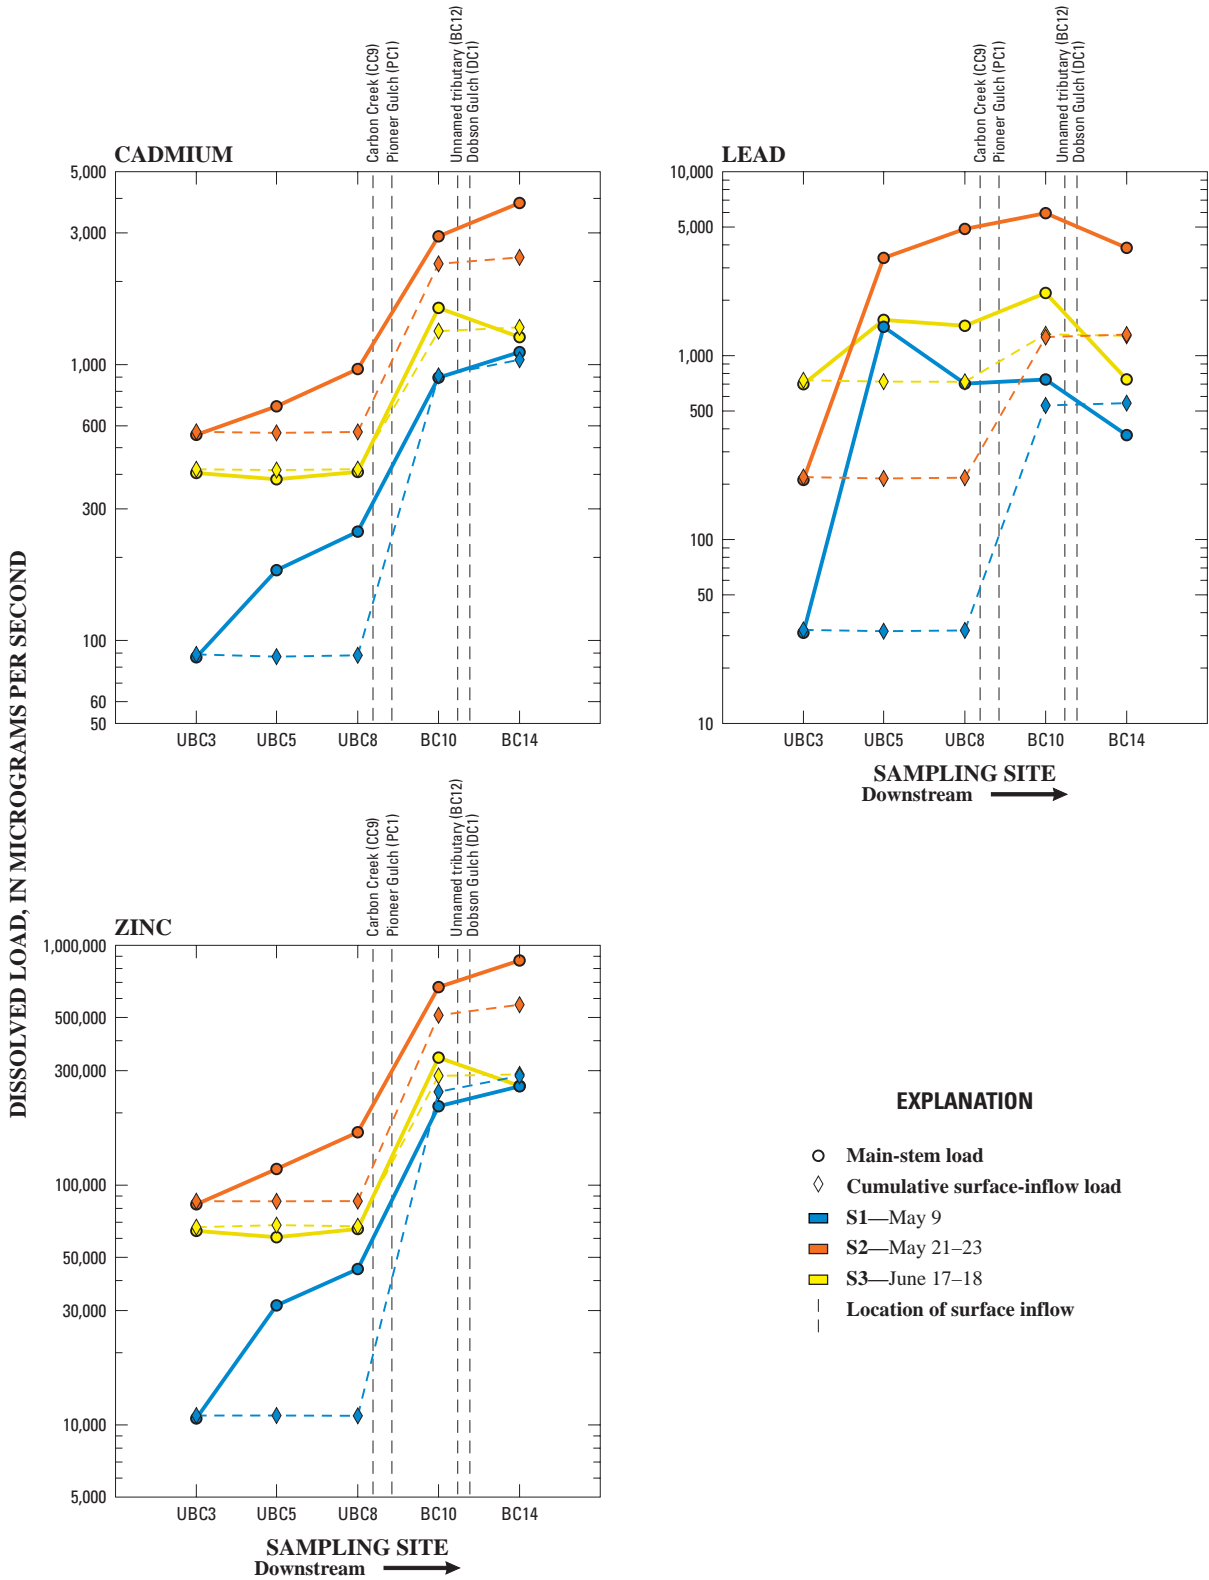 DISSOLVED LOAD, IN MICROGRAMS PER SECOND
Carbon Creek (CC9)
Pioneer Gulch (PC1)
Unnamed tributary (BC12)
Dobson Gulch (DC1)
CADMIUM
5,000
3,000
1,000
600
300
100
60
50
UBC3 UBC5 UBC8 BC10 BC14
Carbon Creek (CC9)
Pioneer Gulch (PC1)
Unnamed tributary (BC12)
Dobson Gulch (DC1)
LEAD
10,000
5,000
1,000
500
100
50
10
UBC3 UBC5 UBC8 BC10 BC14
SAMPLING SITE
Downstream
Carbon Creek (CC9)
Pioneer Gulch (PC1)
Unnamed tributary (BC12)
Dobson Gulch (DC1)
ZINC
1,000,000
500,000
300,000
100,000
50,000
30,000
10,000
5,000
UBC3 UBC5 UBC8 BC10 BC14
SAMPLING SITE
Downstream
EXPLANATION
Main-stem load
Cumulative surface-inflow load
S1—May 9
S2—May 21–23
S3—June 17–18
Location of surface inflow